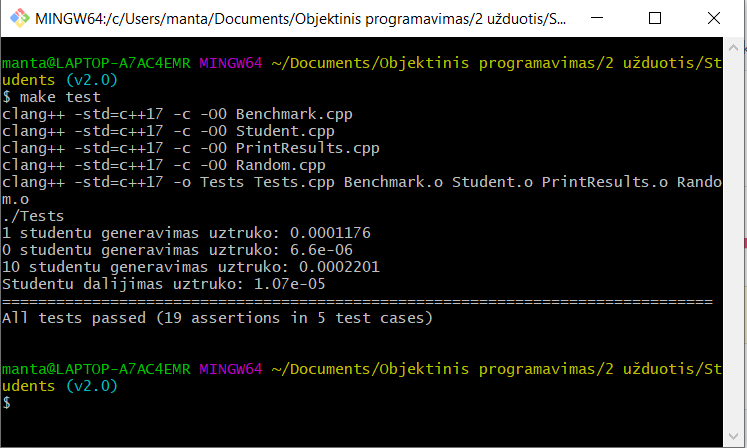 MINGW64:/c/Users/manta/Documents/Objektinis programavimas/2 užduotis/S...
manta@LAPTOP-A7AC4EMR MINGW64 ~/Documents/Objektinis programavimas/2 užduotis/St
udents (v2.0)
$ make test
clang++ -std=c++17 -c -O0 Benchmark.cpp
clang++ -std=c++17 -c -O0 Student.cpp
clang++ -std=c++17 -c -O0 PrintResults.cpp
clang++ -std=c++17 -c -O0 Random.cpp
clang++ -std=c++17 -o Tests Tests.cpp Benchmark.o Student.o PrintResults.o Rando
m.o
./Tests
1 studentu generavimas uztruko: 0.0001176
0 studentu generavimas uztruko: 6.6e-06
10 studentu generavimas uztruko: 0.0002201
Studentu dalijimas uztruko: 1.07e-05
===============================================================================
All tests passed (19 assertions in 5 test cases)
manta@LAPTOP-A7AC4EMR MINGW64 ~/Documents/Objektinis programavimas/2 užduotis/St
udents (v2.0)
$